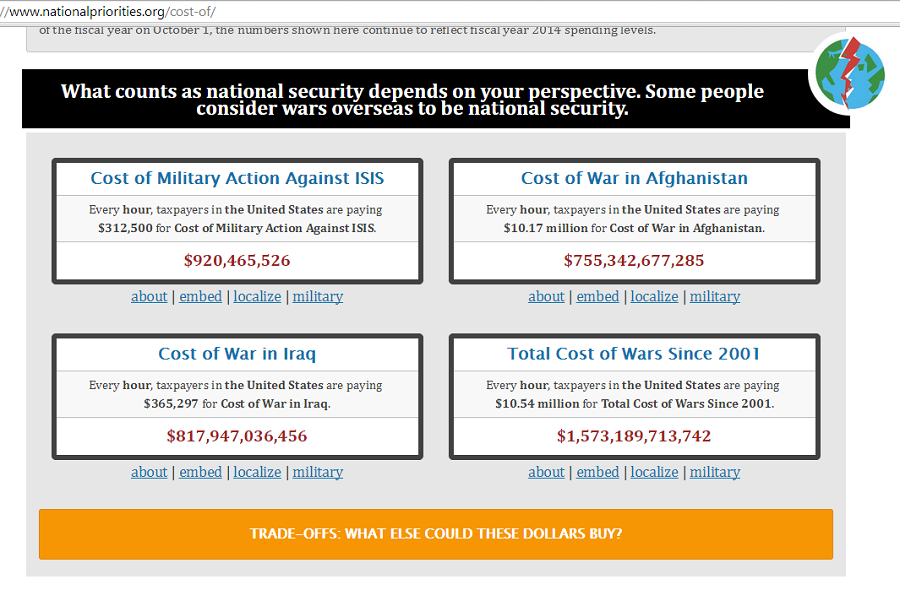 //www.nationalpriorities.org/cost-of/
of the fiscal year on October 1, the numbers shown here continue to reflect fiscal year 2014 spending levels.
What counts as national security depends on your perspective. Some people
consider wars overseas to be national security.
Cost of Military Action Against ISIS
Every hour, taxpayers in the United States are paying
$312,500 for Cost of Military Action Against ISIS.
$920,465,526
about | embed | localize | military
Cost of War in Afghanistan
Every hour, taxpayers in the United States are paying
$10.17 million for Cost of War in Afghanistan.
$755,342,677,285
about | embed | localize | military
Cost of War in Iraq
Every hour, taxpayers in the United States are paying
$365,297 for Cost of War in Iraq.
$817,947,036,456
about | embed | localize | military
Total Cost of Wars Since 2001
Every hour, taxpayers in the United States are paying
$10.54 million for Total Cost of Wars Since 2001.
$1,573,189,713,742
about | embed | localize | military
TRADE-OFFS: WHAT ELSE COULD THESE DOLLARS BUY?